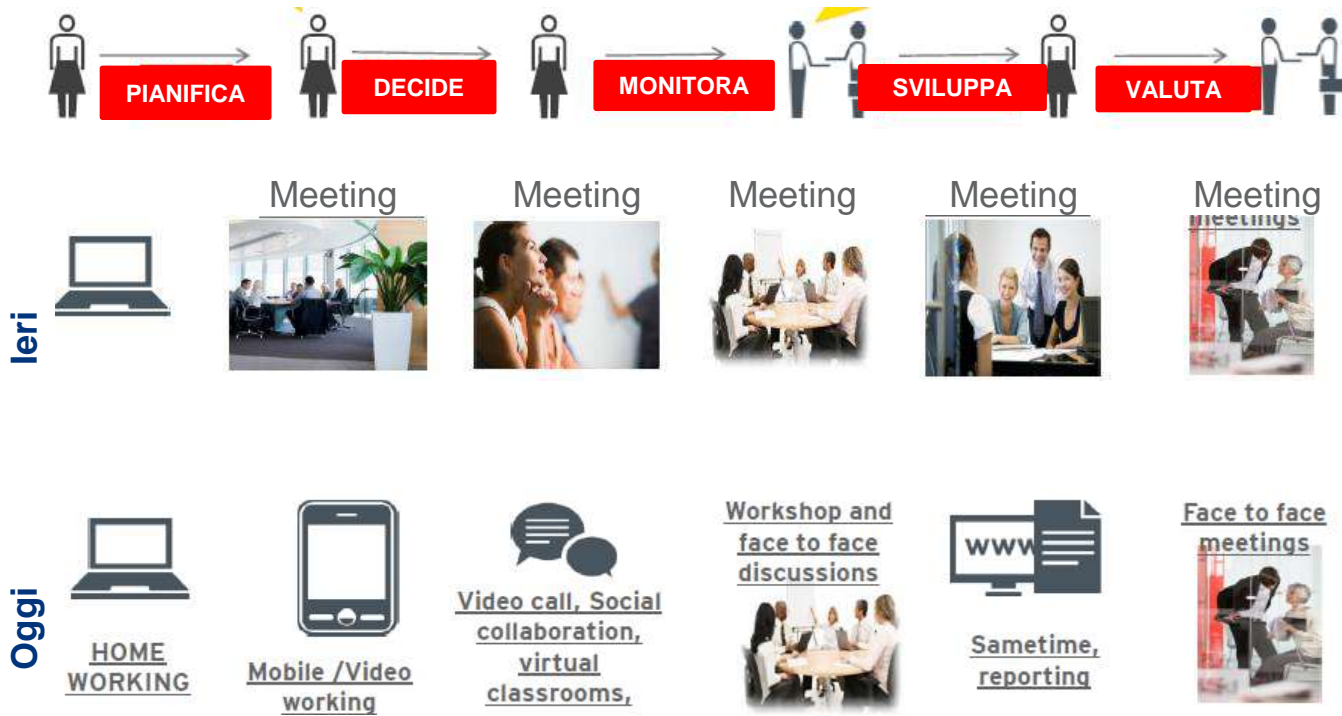 PIANIFICA
DECIDE
MONITORA
SVILUPPA
VALUTA
Ieri
Meeting
Meeting
Meeting
Meeting
Meeting
meetings
Oggi
HOME
WORKING
Mobile /Video
working
Video call, Social
collaboration,
virtual
classrooms,
Workshop and
face to face
discussions
www
Sametime,
reporting
Face to face
meetings